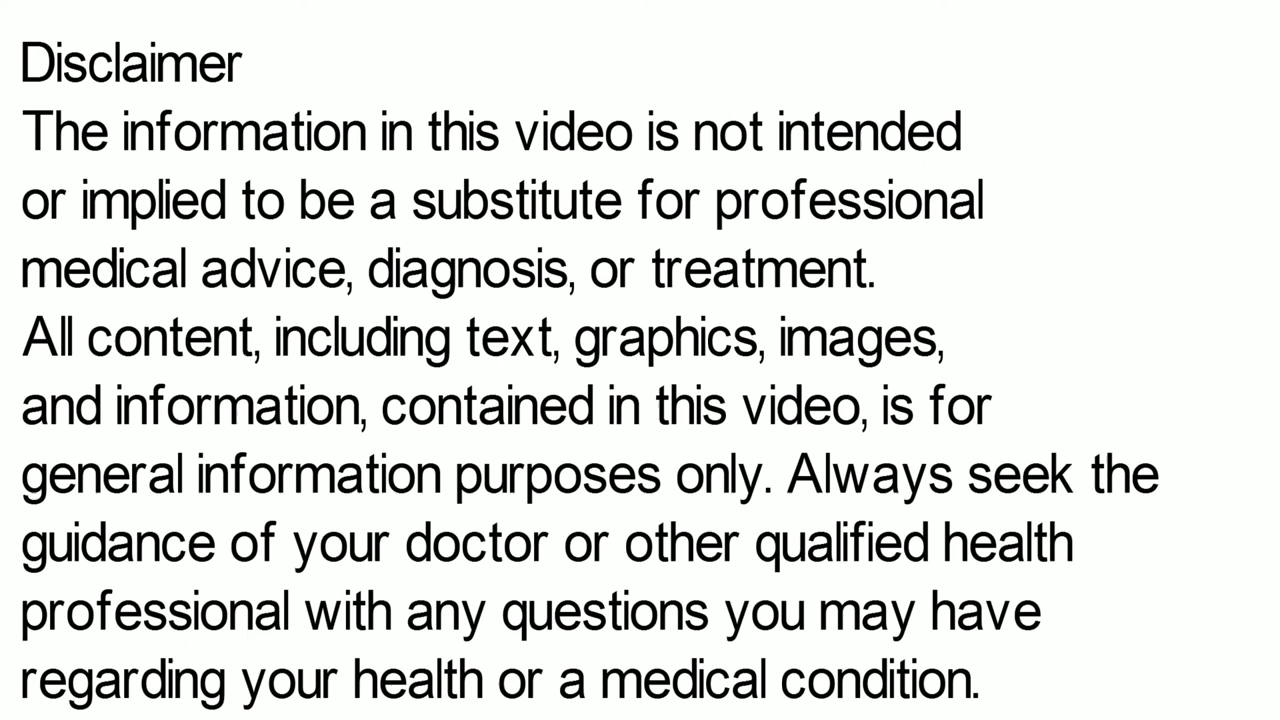 Disclaimer
The information in this video is not intended
or implied to be a substitute for professional
medical advice, diagnosis, or treatment.
All content, including text, graphics, images,
and information, contained in this video, is for
general information purposes only. Always seek the
guidance of your doctor or other qualified health
professional with any questions you may have
regarding your health or a medical condition.